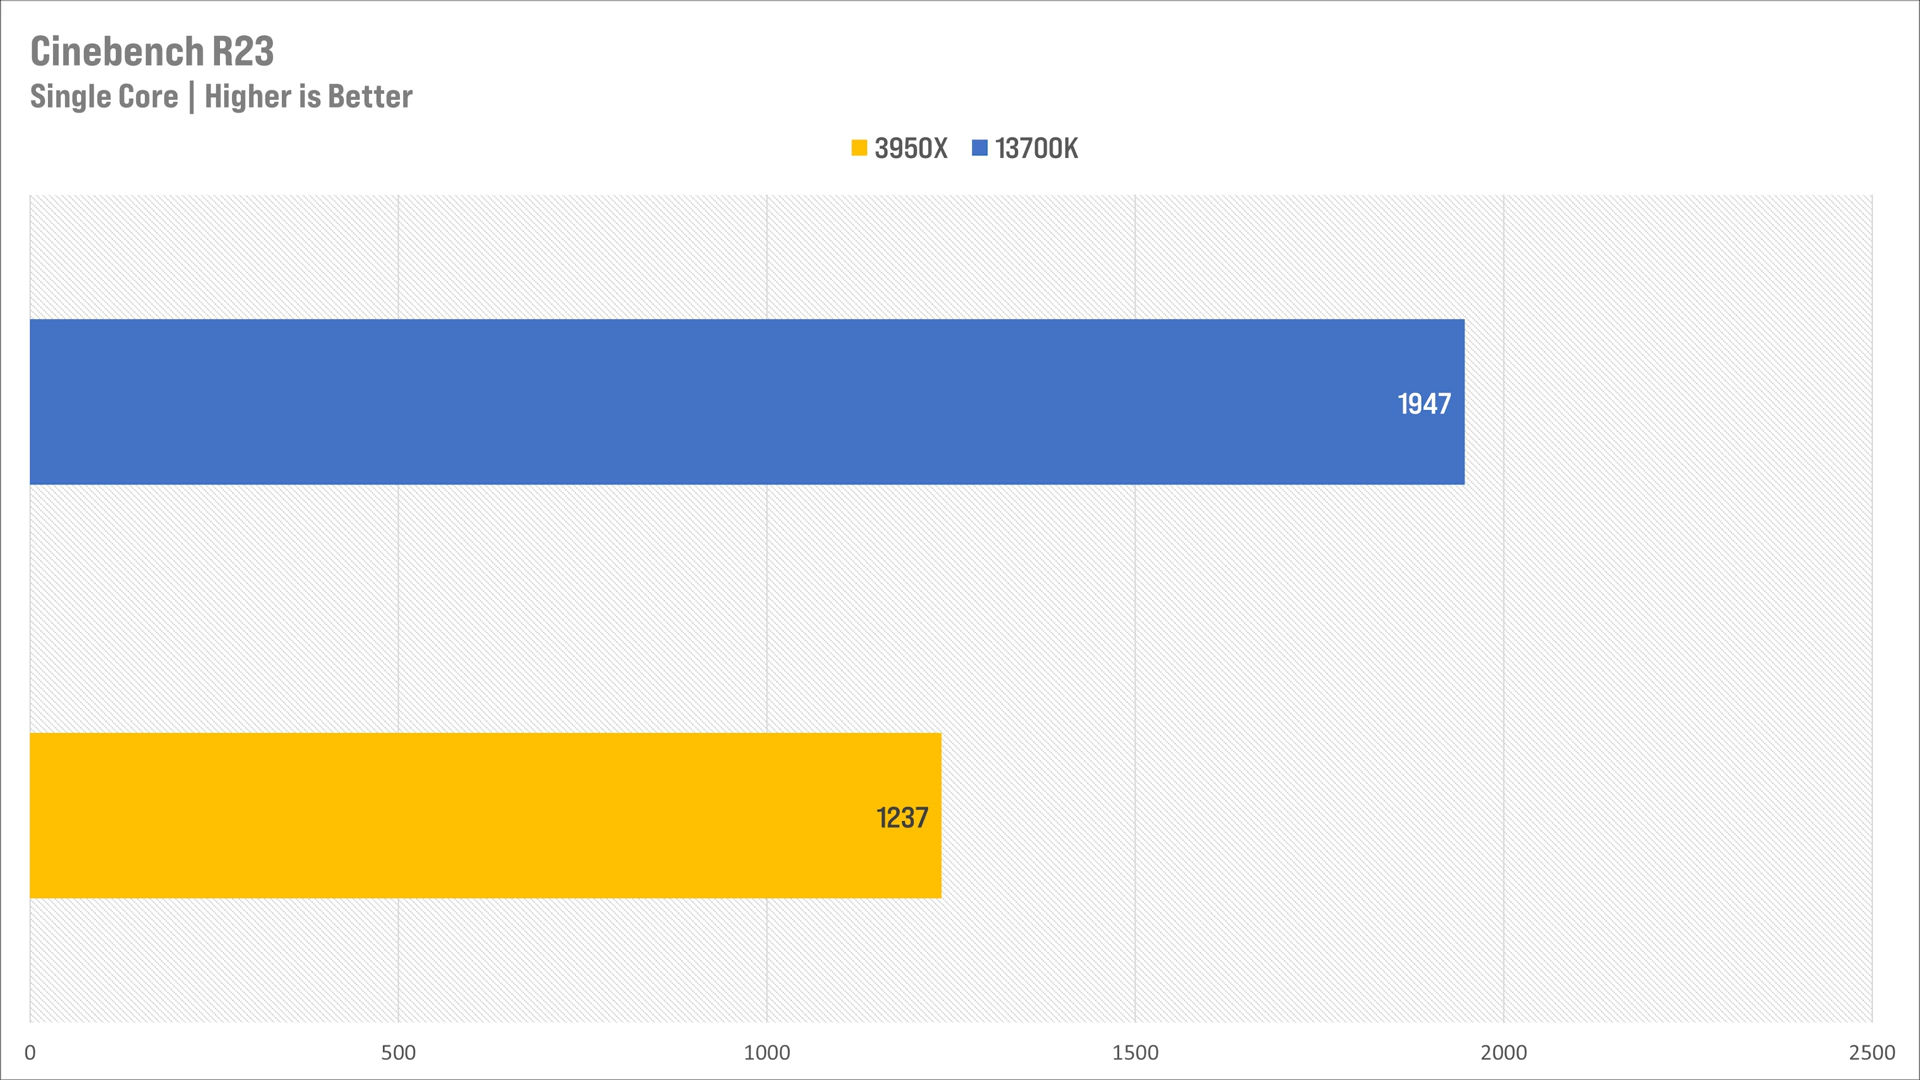 Cinebench R23
Single Core | Higher is Better
3950X 13700K
1947
1237
0 500 1000 1500 2000 2500